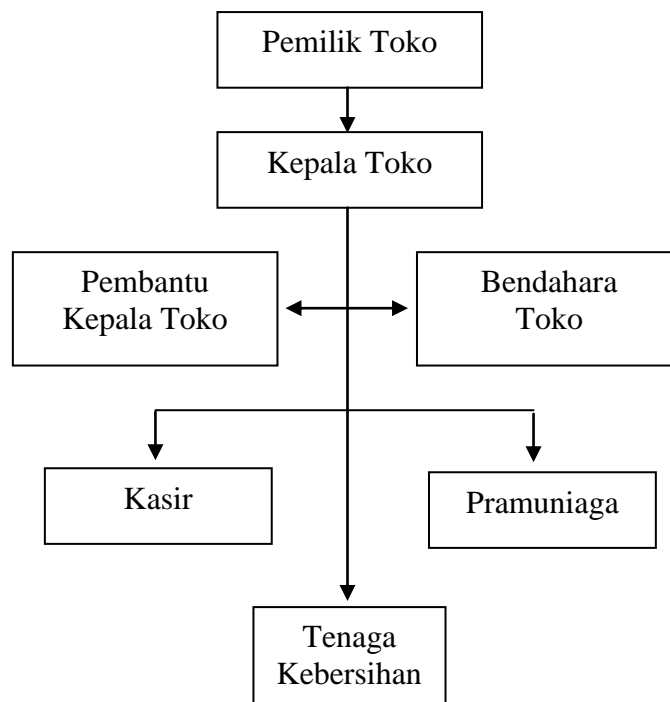 Pemilik Toko
Kepala Toko
Pembantu
Kepala Toko
Bendahara
Toko
Kasir
Pramuniaga
Tenaga
Kebersihan